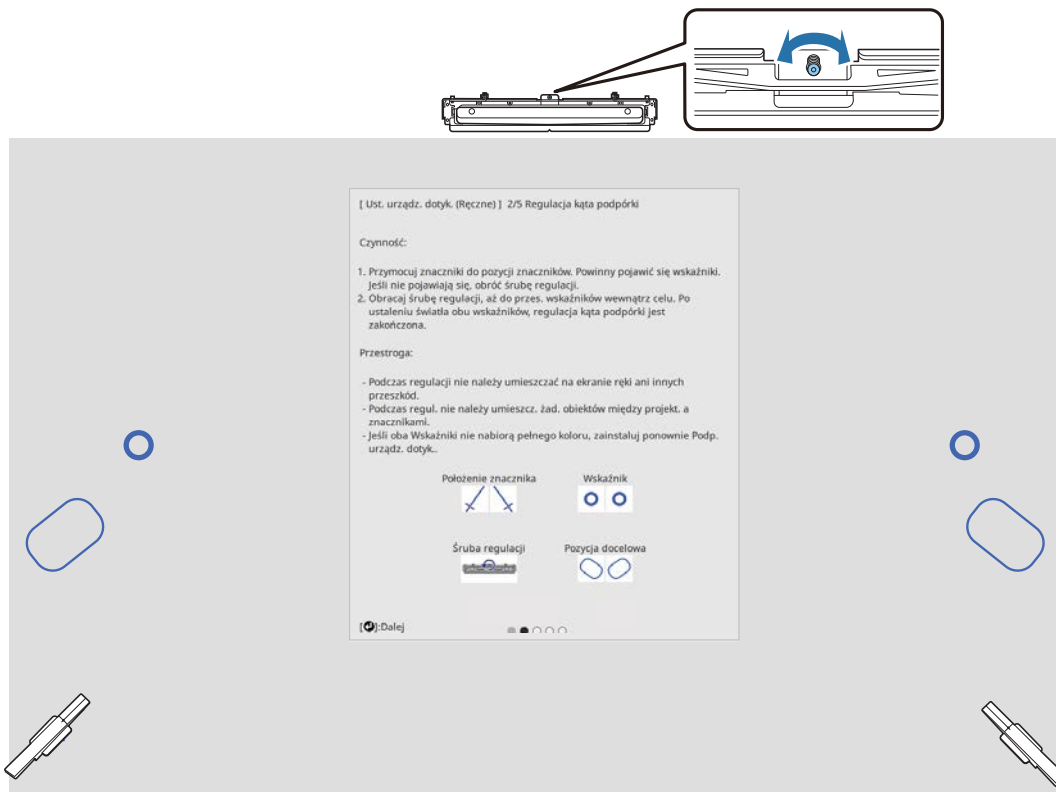 [ Ust. urządz. dotyk. (Ręczne) ] 2/5 Regulacja kąta podpórki
Czynność:
1. Przymocuj znaczniki do pozycji znaczników. Powinny pojawić się wskaźniki.
Jeśli nie pojawiają się, obróć śrubę regulacji.
2. Obracaj śrubę regulacji, aż do przes. wskaźników wewnątrz celu. Po
ustaleniu światła obu wskaźników, regulacja kąta podpórki jest
zakończona.
Przestroga:
- Podczas regulacji nie należy umieszczać na ekranie ręki ani innych
przeszkód.
- Podczas regul. nie należy umieszcz. żad. obiektów między projekt. a
znacznikami.
- Jeśli oba Wskaźniki nie nabiorą pełnego koloru, zainstaluj ponownie Podp.
urządz. dotyk..
Położenie znacznika Wskaźnik
Śruba regulacji Pozycja docelowa
[ ]:Dalej